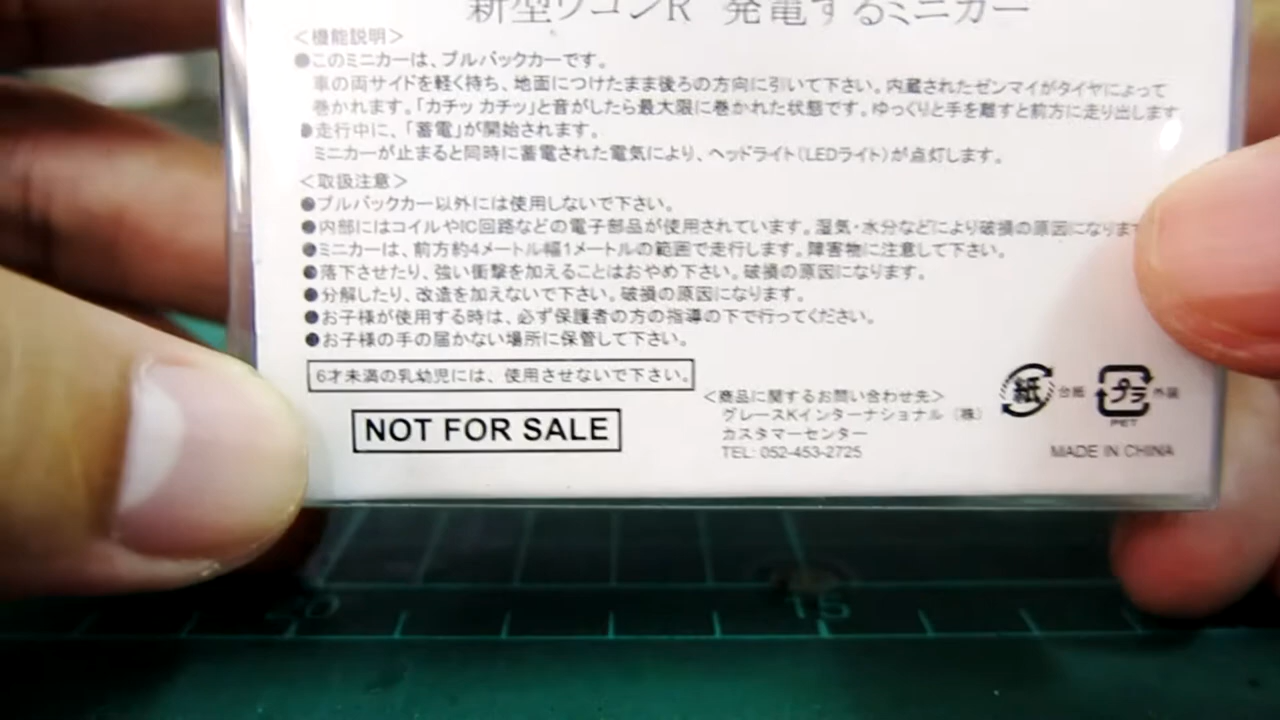 新型ワゴンR 発電するミニカー
<機能説明>
●このミニカーは、プルバックカーです。
車の両サイドを軽く持ち、地面につけたまま後ろの方向に引いて下さい。内蔵されたゼンマイがタイヤによって
巻かれます。「カチッ カチッ」と音がしたら最大限に巻かれた状態です。ゆっくりと手を離すと前方に走り出します
●走行中に、「蓄電」が開始されます。
ミニカーが止まると同時に蓄電された電気により、ヘッドライト(LEDライト)が点灯します。
<取扱注意>
●プルバックカー以外には使用しないで下さい。
●内部にはコイルやIC回路などの電子部品が使用されています。湿気・水分などにより破損の原因になります
●ミニカーは、前方約4メートル幅1メートルの範囲で走行します。障害物に注意して下さい。
●落下させたり、強い衝撃を加えることはおやめ下さい。破損の原因になります。
●分解したり、改造を加えないで下さい。破損の原因になります。
●お子様が使用する時は、必ず保護者の方の指導の下で行ってください。
●お子様の手の届かない場所に保管して下さい。
6才未満の乳幼児には、使用させないで下さい。
NOT FOR SALE
<商品に関するお問い合わせ先>
グレースKインターナショナル(株)
カスタマーセンター
TEL: 052-453-2725
紙 台紙
プラ 外装
PET
MADE IN CHINA
20 15